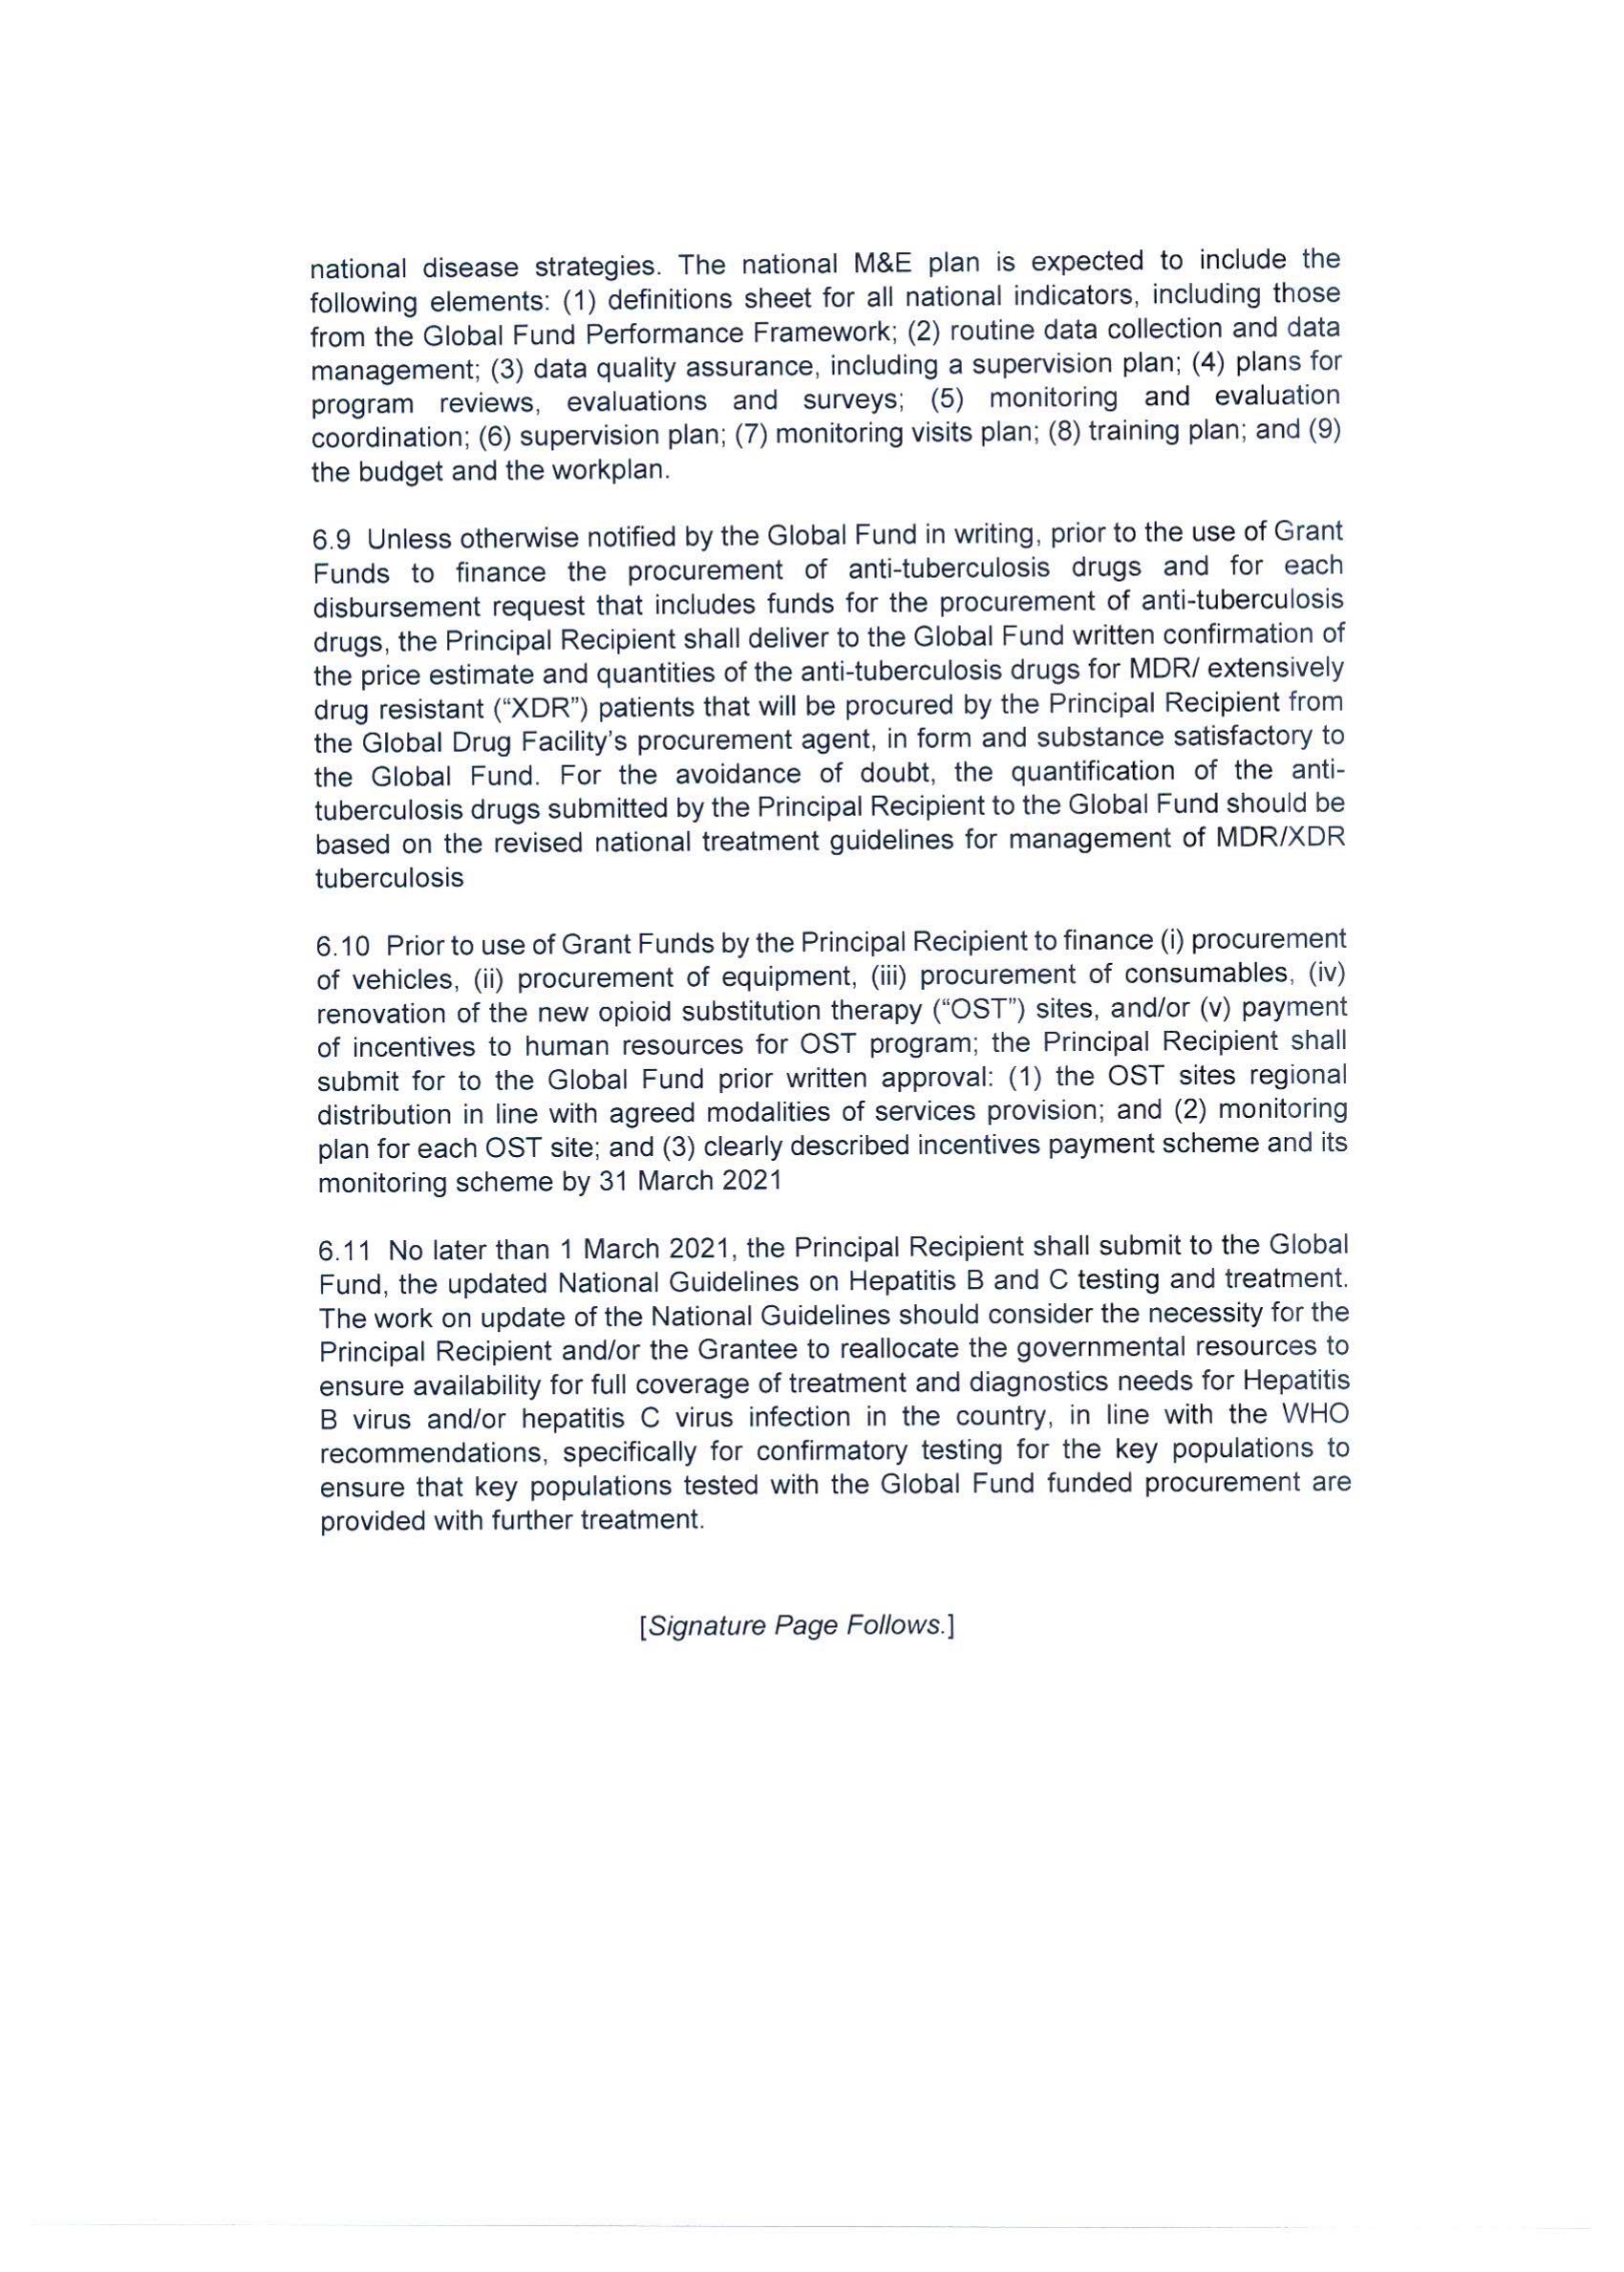 national disease strategies. The national M&E plan is expected to include the
following elements: (1) definitions sheet for all national indicators, including those
from the Global Fund Performance Framework; (2) routine data collection and data
management; (3) data quality assurance, including a supervision plan; (4) plans for
program reviews, evaluations and surveys; (5) monitoring and evaluation
coordination; (6) supervision plan; (7) monitoring visits plan; (8) training plan; and (9)
the budget and the workplan.
6.9 Unless otherwise notified by the Global Fund in writing, prior to the use of Grant
Funds to finance the procurement of anti-tuberculosis drugs and for each
disbursement request that includes funds for the procurement of anti-tuberculosis
drugs, the Principal Recipient shall deliver to the Global Fund written confirmation of
the price estimate and quantities of the anti-tuberculosis drugs for MDR/ extensively
drug resistant (“XDR”) patients that will be procured by the Principal Recipient from
the Global Drug Facility’s procurement agent, in form and substance satisfactory to
the Global Fund. For the avoidance of doubt, the quantification of the anti-
tuberculosis drugs submitted by the Principal Recipient to the Global Fund should be
based on the revised national treatment guidelines for management of MDR/XDR
tuberculosis
6.10 Prior to use of Grant Funds by the Principal Recipient to finance (i) procurement
of vehicles, (ii) procurement of equipment, (iii) procurement of consumables, (iv)
renovation of the new opioid substitution therapy (“OST”) sites, and/or (v) payment
of incentives to human resources for OST program; the Principal Recipient shall
submit for to the Global Fund prior written approval: (1) the OST sites regional
distribution in line with agreed modalities of services provision; and (2) monitoring
plan for each OST site; and (3) clearly described incentives payment scheme and its
monitoring scheme by 31 March 2021
6.11 No later than 1 March 2021, the Principal Recipient shall submit to the Global
Fund, the updated National Guidelines on Hepatitis B and C testing and treatment.
The work on update of the National Guidelines should consider the necessity for the
Principal Recipient and/or the Grantee to reallocate the governmental resources to
ensure availability for full coverage of treatment and diagnostics needs for Hepatitis
B virus and/or hepatitis C virus infection in the country, in line with the WHO
recommendations, specifically for confirmatory testing for the key populations to
ensure that key populations tested with the Global Fund funded procurement are
provided with further treatment.
[Signature Page Follows.]